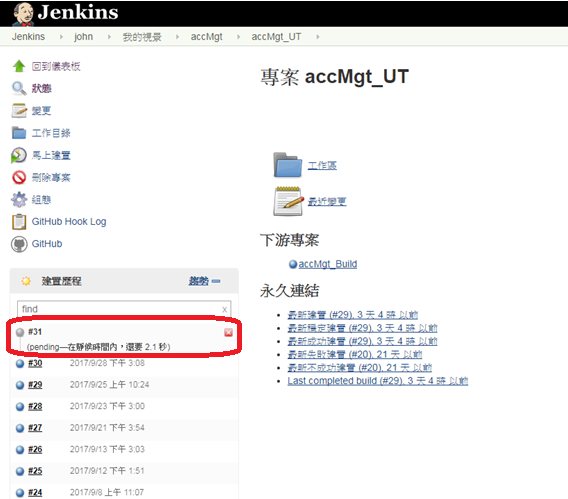 Jenkins
Jenkins john 我的視景 accMgt accMgt_UT
回到儀表板
狀態
變更
工作目錄
馬上建置
刪除專案
組態
GitHub Hook Log
GitHub
建置歷程 趨勢
find x
#31
(pending—在靜候時間內，還要 2.1 秒)
#30 2017/9/28 下午 3:08
#29 2017/9/25 上午 10:24
#28 2017/9/23 下午 3:00
#27 2017/9/21 下午 3:54
#26 2017/9/13 下午 3:03
#25 2017/9/12 下午 1:51
#24 2017/9/8 上午 11:07
專案 accMgt_UT
工作區
最近變更
下游專案
accMgt_Build
永久連結
最新建置 (#29), 3 天 4 時 以前
最新穩定建置 (#29), 3 天 4 時 以前
最新成功建置 (#29), 3 天 4 時 以前
最新失敗建置 (#20), 21 天 以前
最新不成功建置 (#20), 21 天 以前
Last completed build (#29), 3 天 4 時 以前